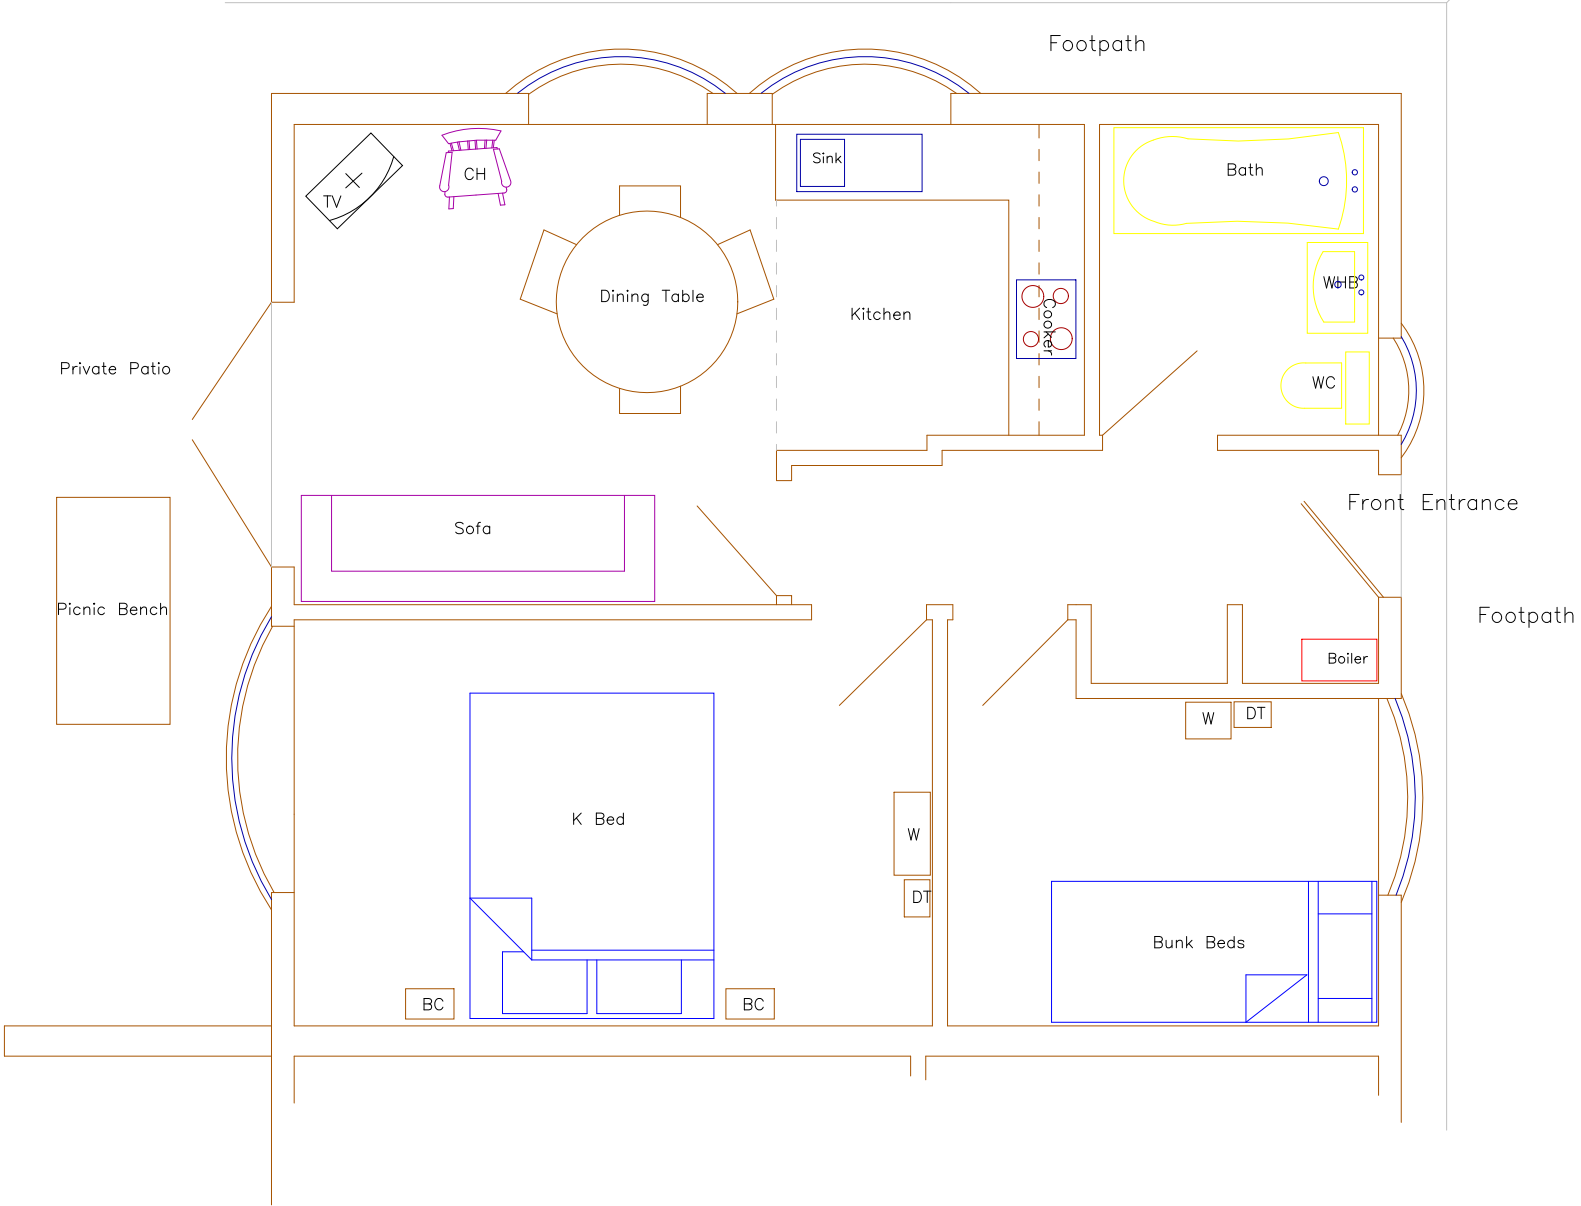 Footpath
Sink
Bath
CH
TV
WHB
Dining Table
Kitchen
Cooker
Private Patio
WC
Front Entrance
Sofa
Picnic Bench
Footpath
Boiler
W
DT
K Bed
W
DT
Bunk Beds
BC
BC